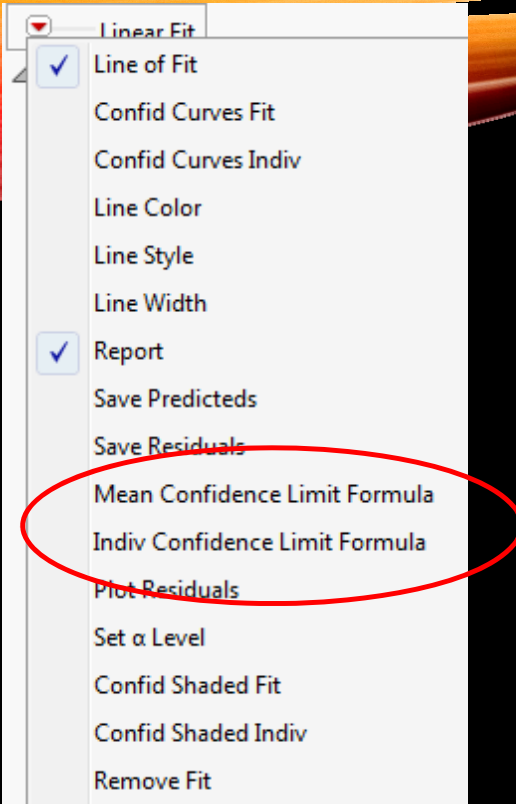 Linear Fit
Line of Fit
Confid Curves Fit
Confid Curves Indiv
Line Color
Line Style
Line Width
Report
Save Predicteds
Save Residuals
Mean Confidence Limit Formula
Indiv Confidence Limit Formula
Plot Residuals
Set α Level
Confid Shaded Fit
Confid Shaded Indiv
Remove Fit